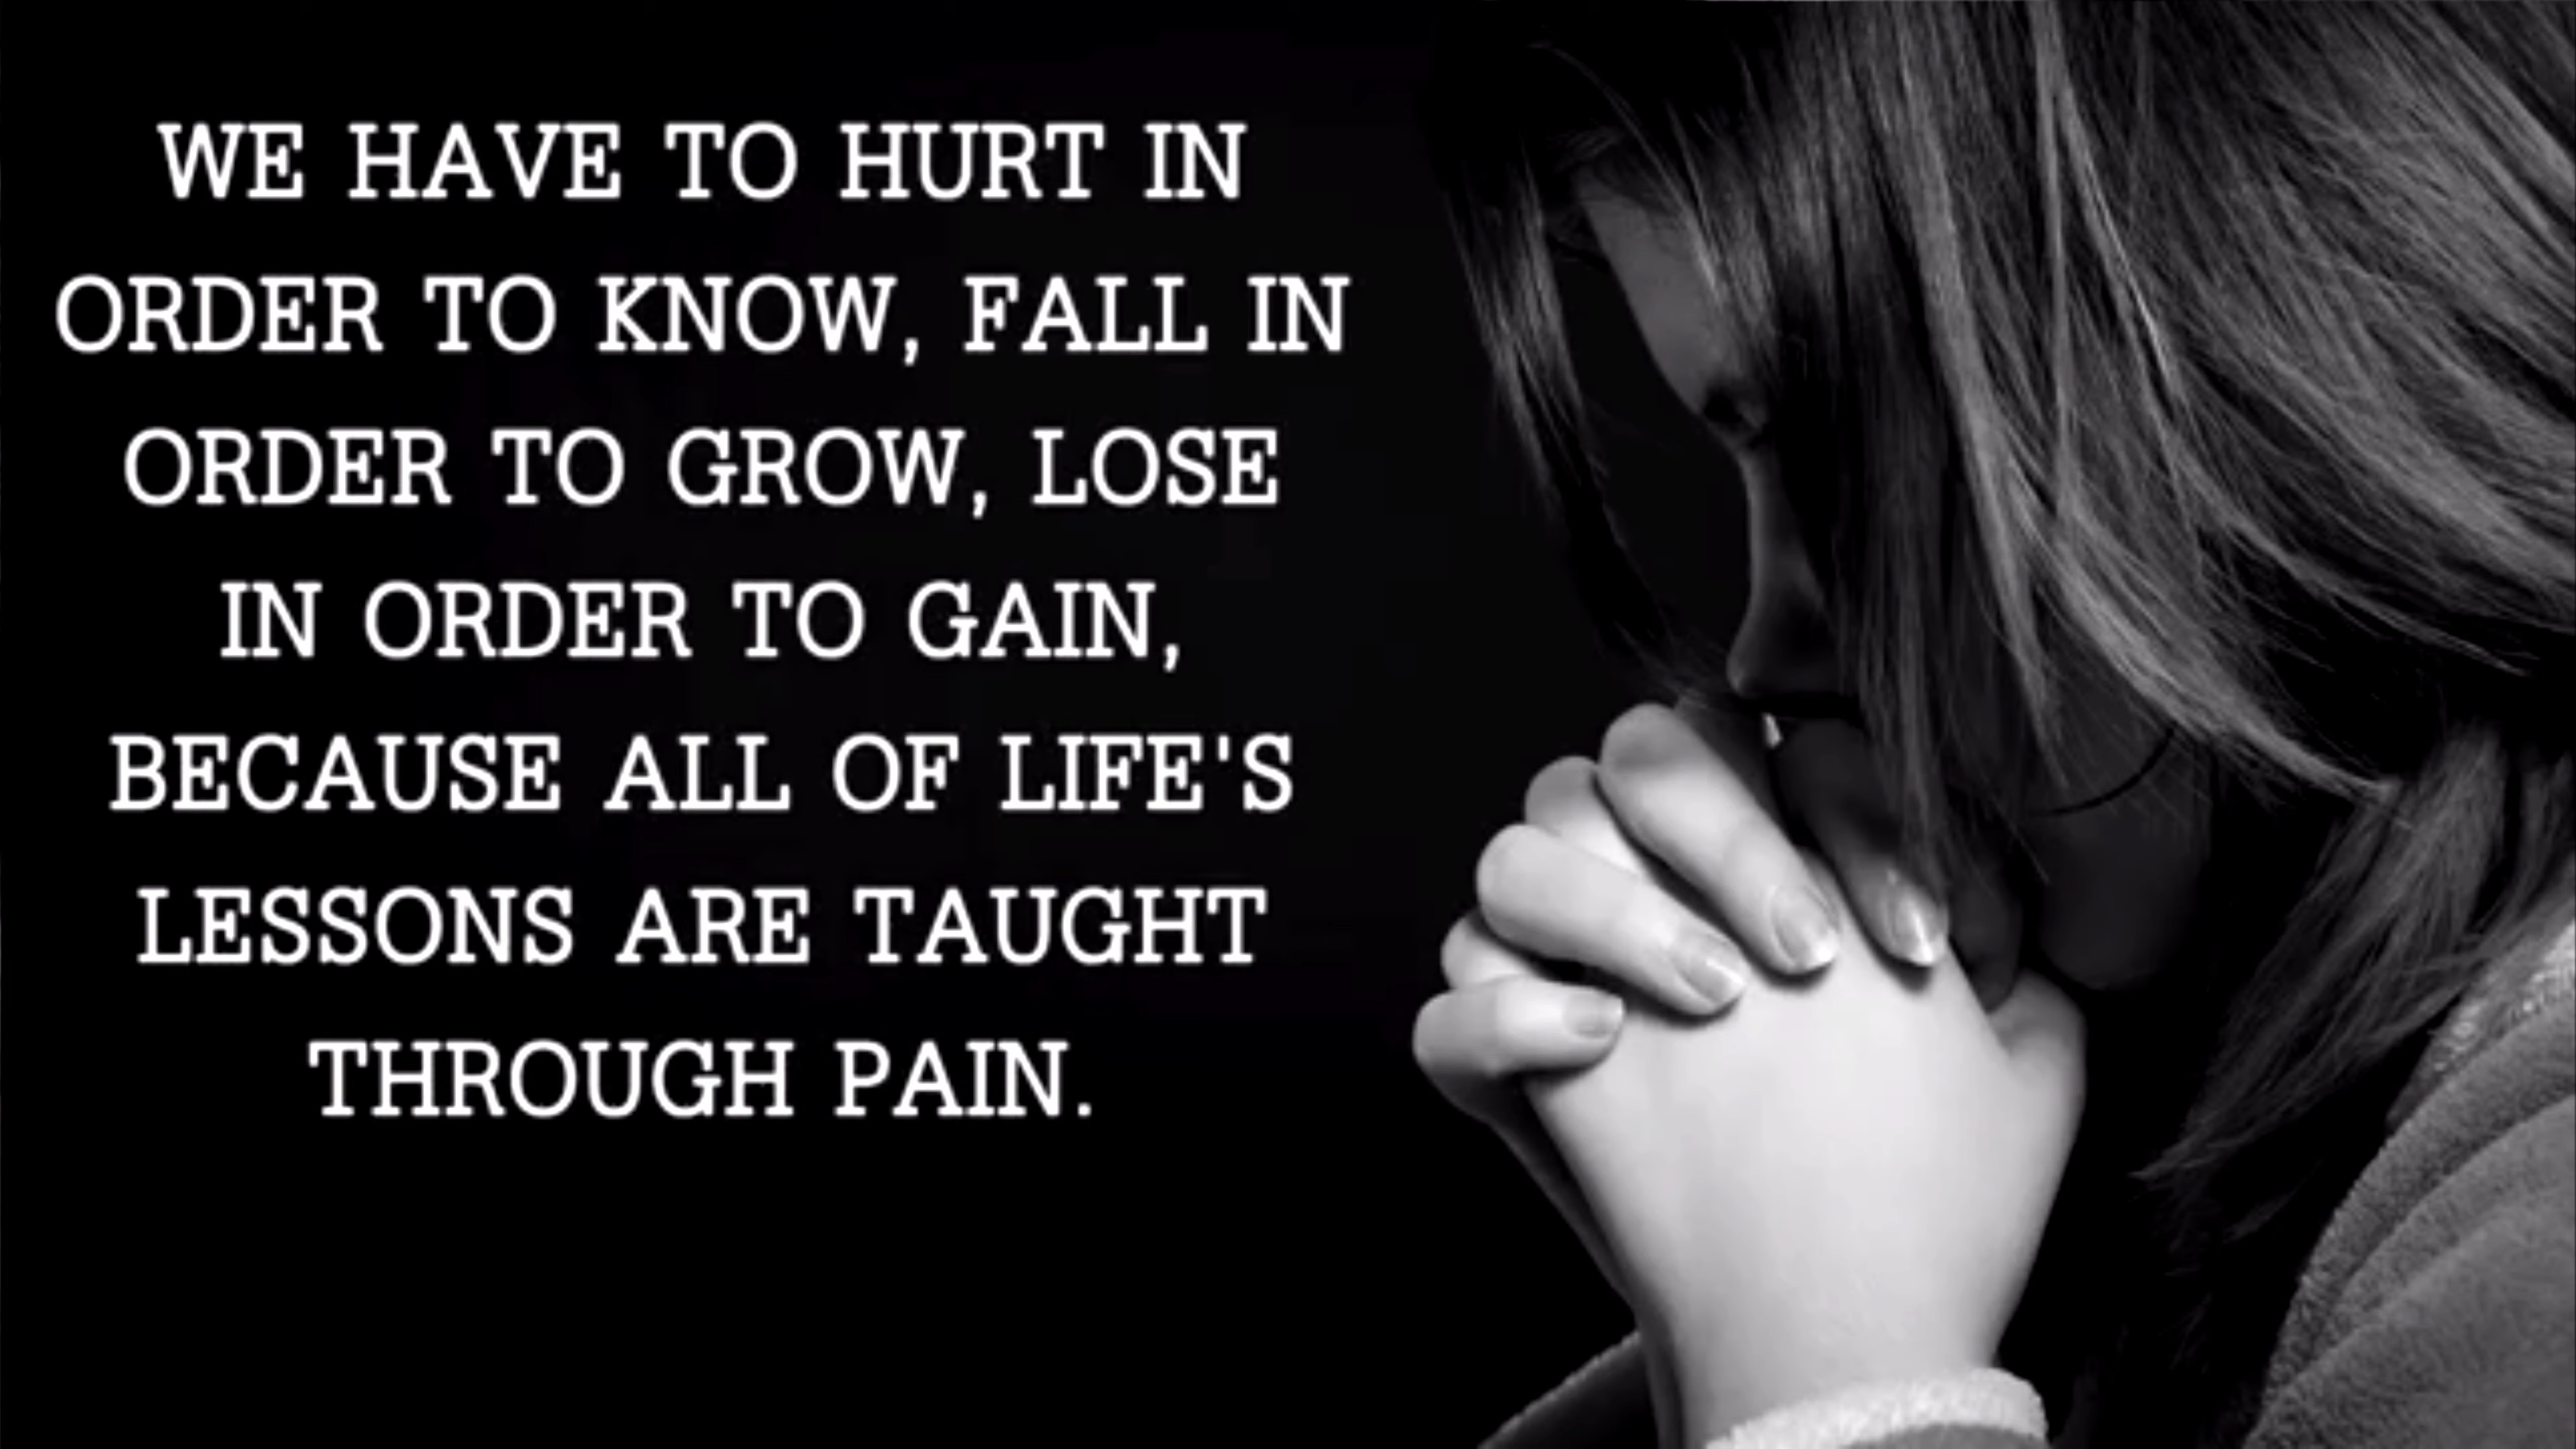 WE HAVE TO HURT IN
ORDER TO KNOW, FALL IN
ORDER TO GROW, LOSE
IN ORDER TO GAIN,
BECAUSE ALL OF LIFE'S
LESSONS ARE TAUGHT
THROUGH PAIN.